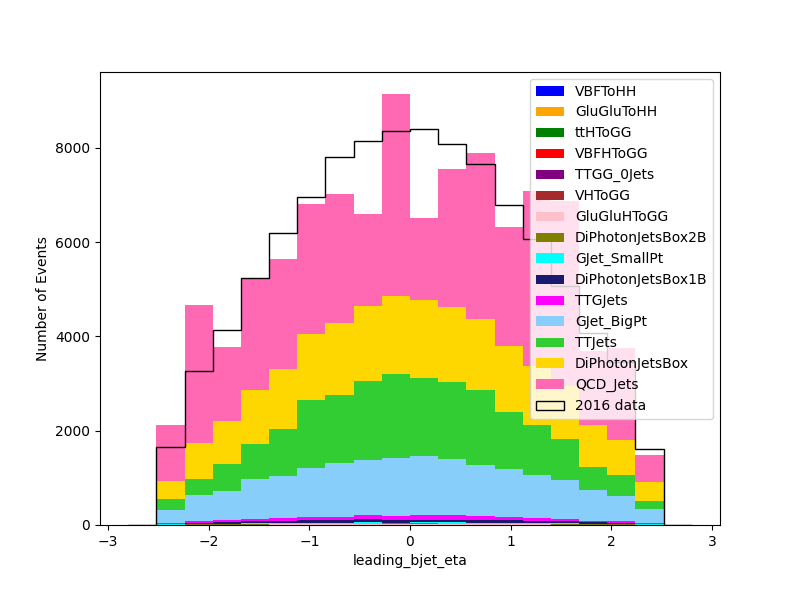 8000
6000
4000
2000
0
Number of Events
−3
−2
−1
0
1
2
3
leading_bjet_eta
VBFToHH
GluGluToHH
ttHToGG
VBFHToGG
TTGG_0Jets
VHToGG
GluGluHToGG
DiPhotonJetsBox2B
GJet_SmallPt
DiPhotonJetsBox1B
TTGJets
GJet_BigPt
TTJets
DiPhotonJetsBox
QCD_Jets
2016 data